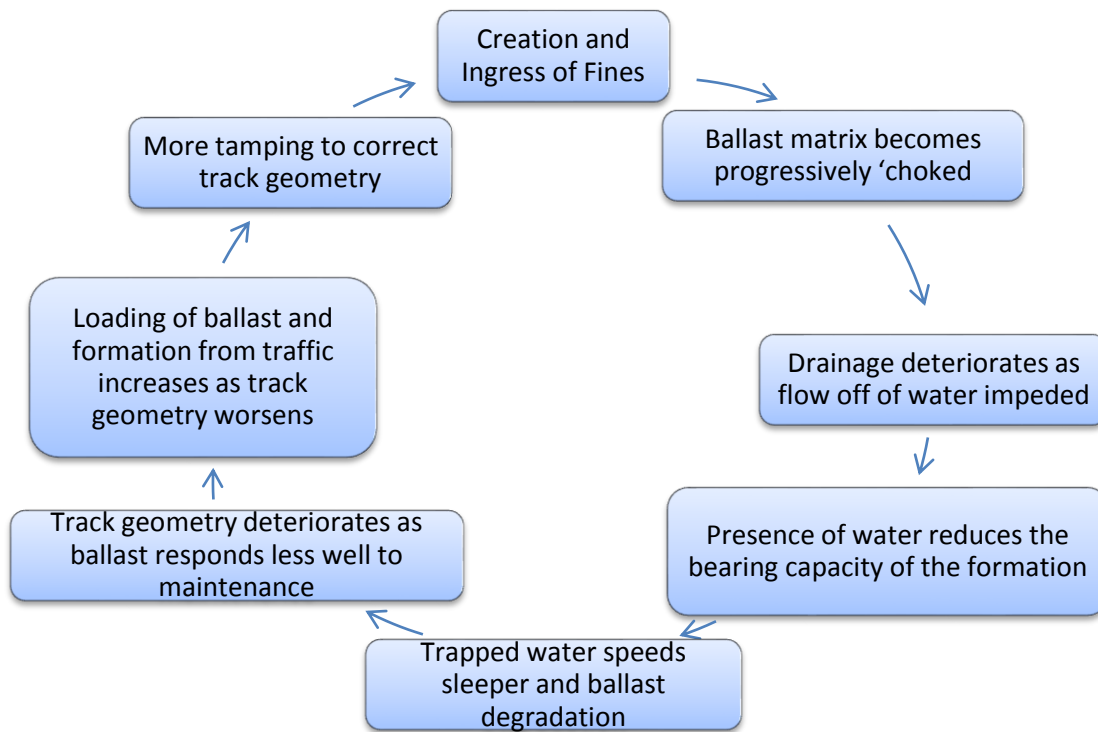 Creation and
Ingress of Fines
Ballast matrix becomes
progressively ‘choked
Drainage deteriorates as
flow off of water impeded
Presence of water reduces the
bearing capacity of the formation
Trapped water speeds
sleeper and ballast
degradation
Track geometry deteriorates as
ballast responds less well to
maintenance
Loading of ballast and
formation from traffic
increases as track
geometry worsens
More tamping to correct
track geometry